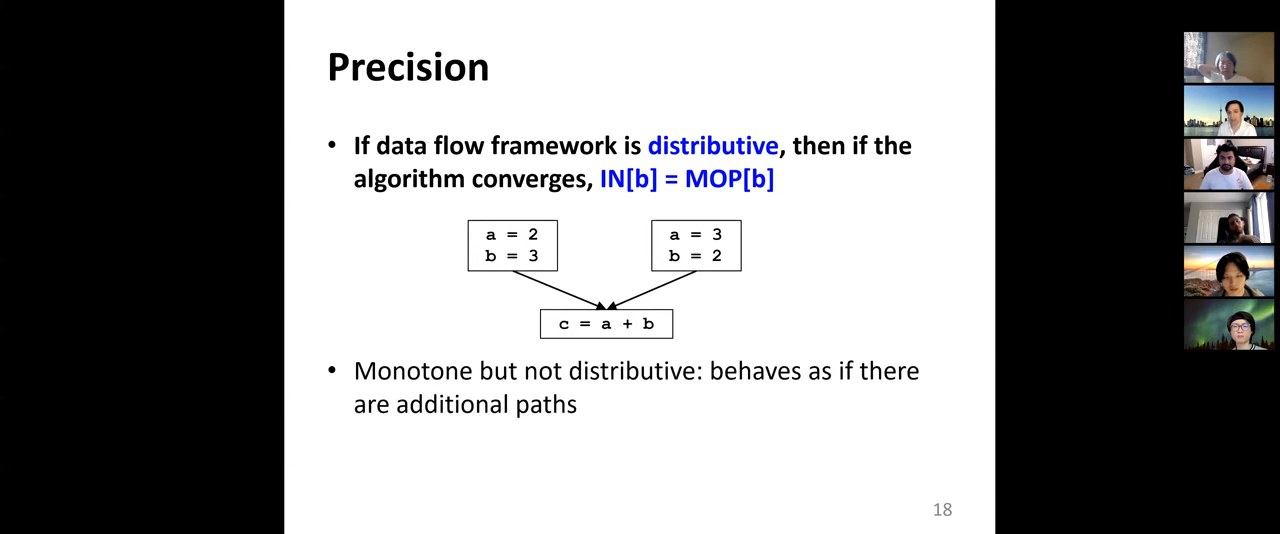 Precision
• If data flow framework is distributive, then if the
algorithm converges, IN[b] = MOP[b]
a = 2
b = 3
a = 3
b = 2
c = a + b
• Monotone but not distributive: behaves as if there
are additional paths
18